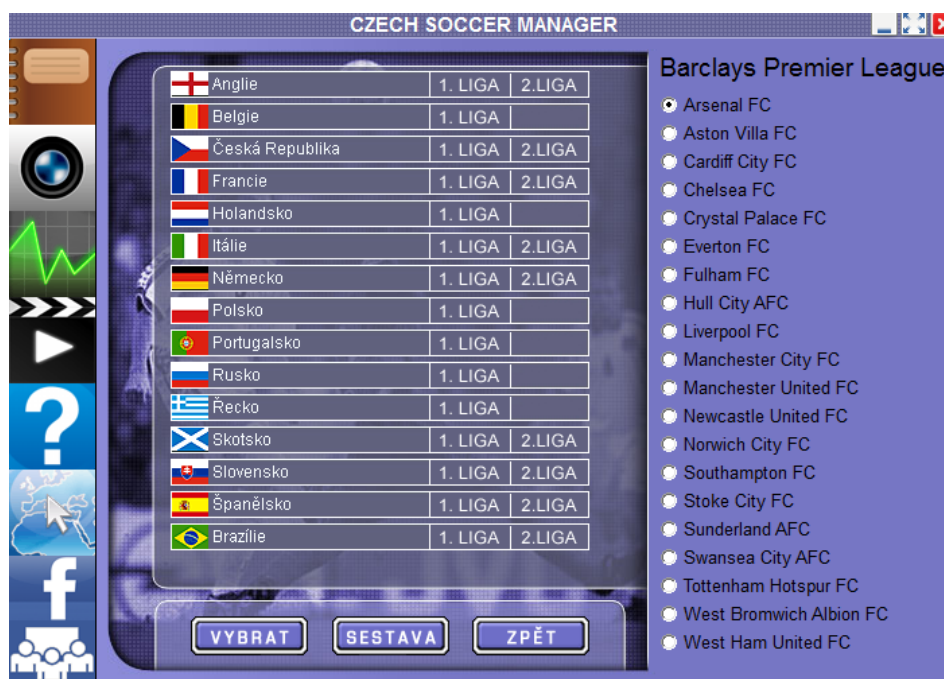 CZECH SOCCER MANAGER
Anglie 1. LIGA 2.LIGA
Belgie 1. LIGA
Česká Republika 1. LIGA 2.LIGA
Francie 1. LIGA 2.LIGA
Holandsko 1. LIGA
Itálie 1. LIGA 2.LIGA
Německo 1. LIGA 2.LIGA
Polsko 1. LIGA
Portugalsko 1. LIGA
Rusko 1. LIGA
Řecko 1. LIGA
Skotsko 1. LIGA 2.LIGA
Slovensko 1. LIGA 2.LIGA
Španělsko 1. LIGA 2.LIGA
Brazílie 1. LIGA 2.LIGA
VYBRAT SESTAVA ZPĚT
Barclays Premier League
Arsenal FC
Aston Villa FC
Cardiff City FC
Chelsea FC
Crystal Palace FC
Everton FC
Fulham FC
Hull City AFC
Liverpool FC
Manchester City FC
Manchester United FC
Newcastle United FC
Norwich City FC
Southampton FC
Stoke City FC
Sunderland AFC
Swansea City AFC
Tottenham Hotspur FC
West Bromwich Albion FC
West Ham United FC